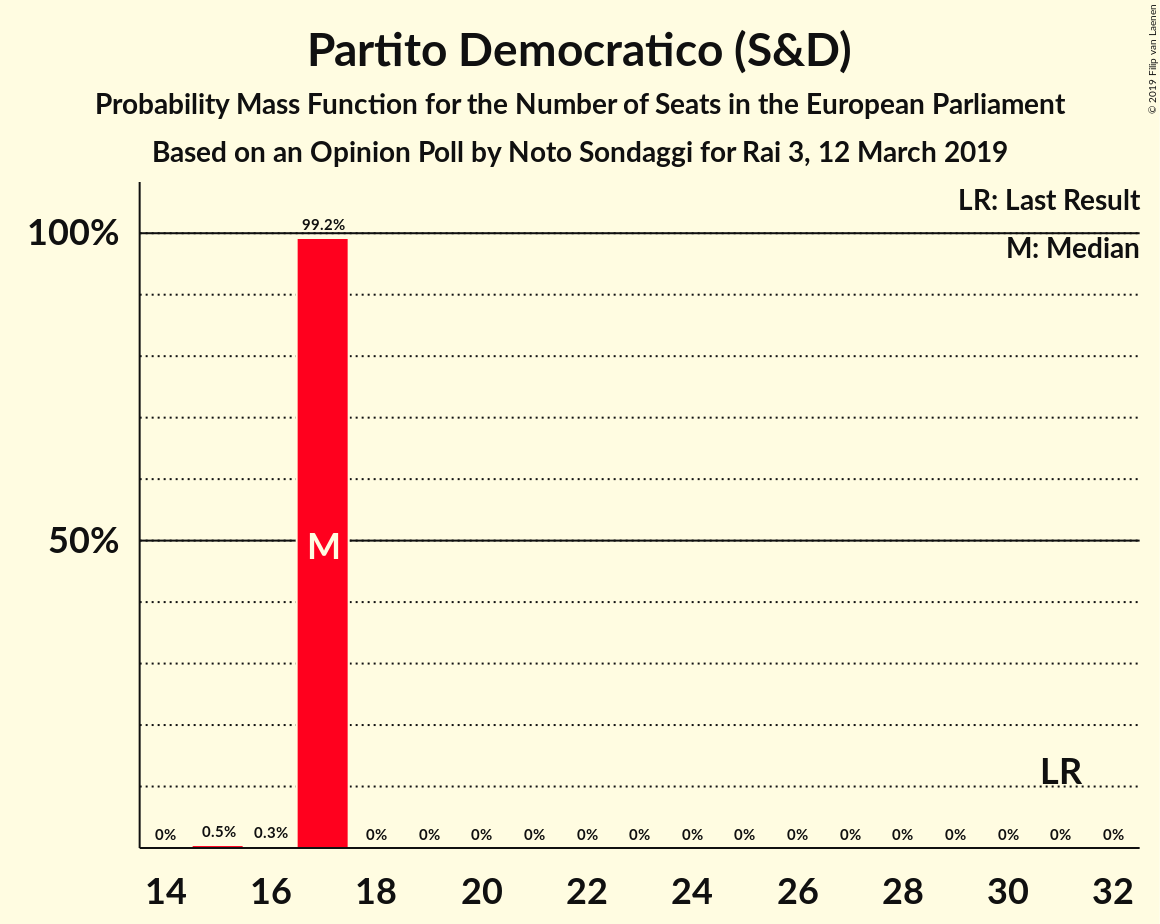 Partito Democratico (S&D)
Probability Mass Function for the Number of Seats in the European Parliament
Based on an Opinion Poll by Noto Sondaggi for Rai 3, 12 March 2019
© 2019 Filip van Laenen
LR: Last Result
M: Median
100%
50%
99.2%
M
LR
0% 0.5% 0.3% 0% 0% 0% 0% 0% 0% 0% 0% 0% 0% 0% 0% 0% 0% 0%
14 16 18 20 22 24 26 28 30 32